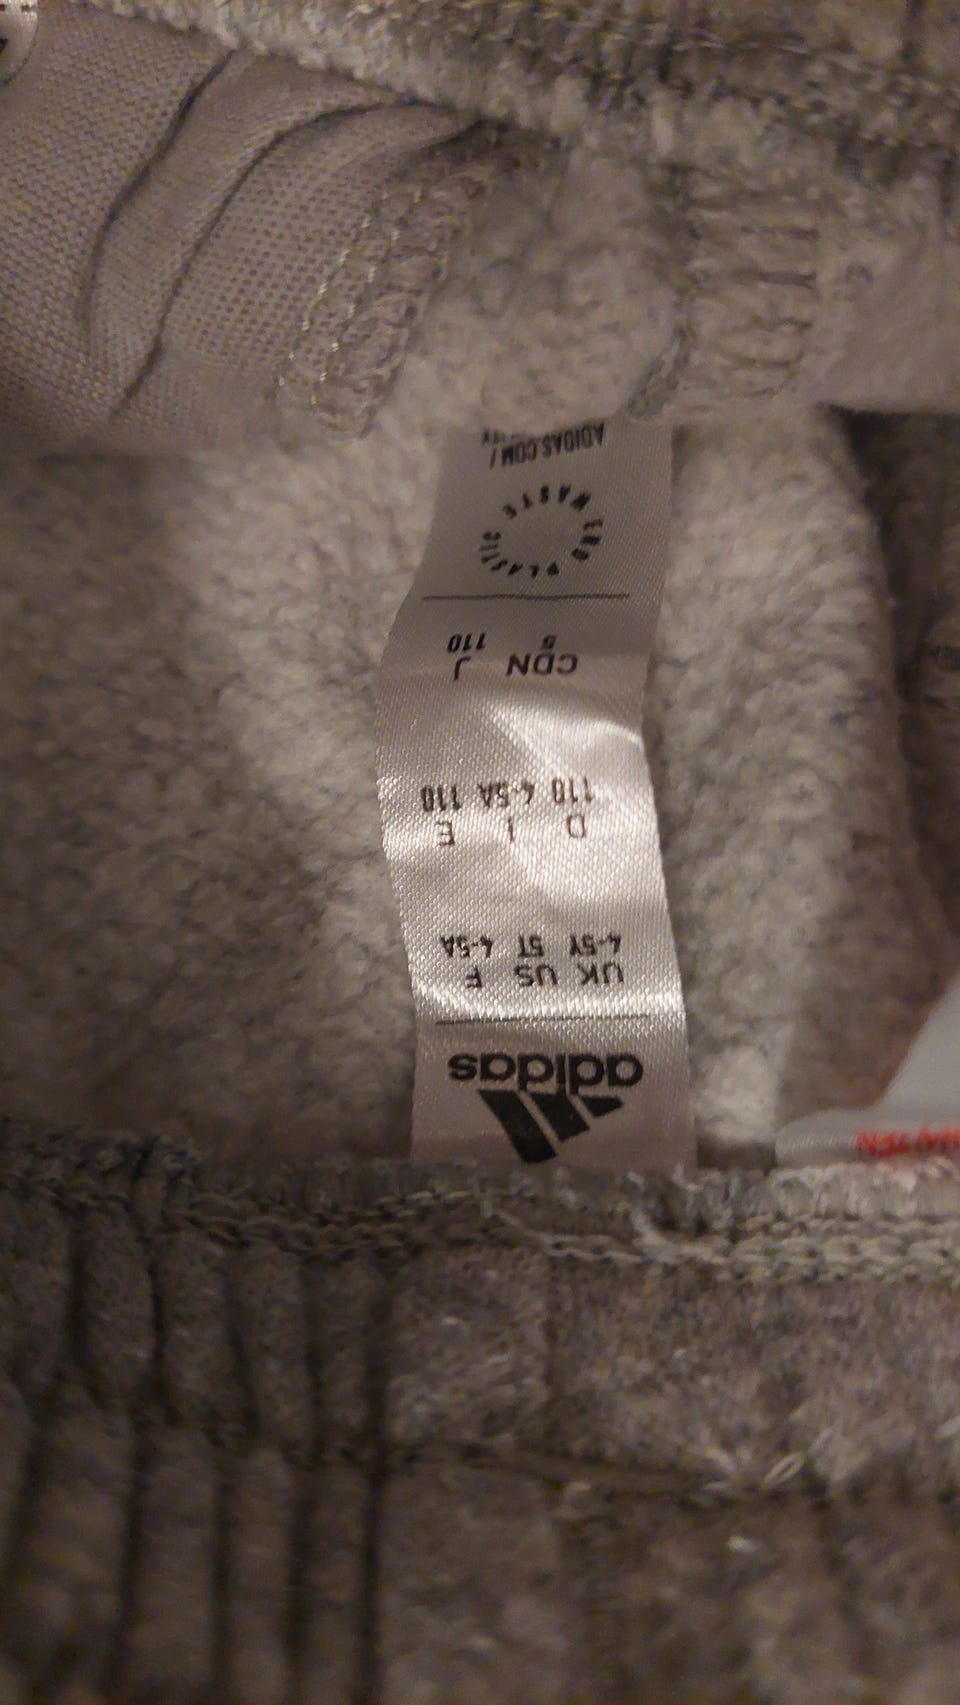 adidas
UK US F
4-5Y 5T 4-5A
D I E
110 4-5A 110
CDN J
5 110
END PLASTIC WASTE
ADIDAS.COM/